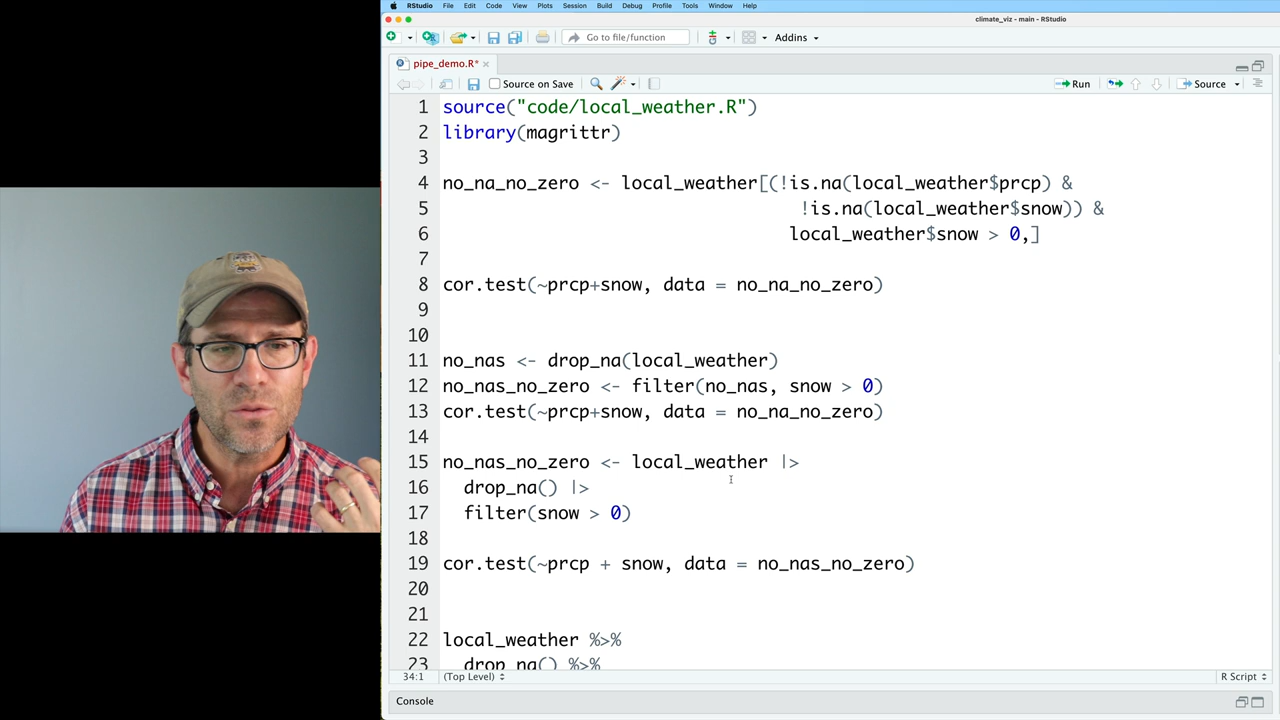 RStudio File Edit Code View Plots Session Build Debug Profile Tools Window Help
climate_viz - main - RStudio
Go to file/function Addins
pipe_demo.R*
Source on Save Run Source
1 source("code/local_weather.R")
2 library(magrittr)
3
4 no_na_no_zero <- local_weather[(!is.na(local_weather$prcp) &
5 !is.na(local_weather$snow)) &
6 local_weather$snow > 0,]
7
8 cor.test(~prcp+snow, data = no_na_no_zero)
9
10
11 no_nas <- drop_na(local_weather)
12 no_nas_no_zero <- filter(no_nas, snow > 0)
13 cor.test(~prcp+snow, data = no_na_no_zero)
14
15 no_nas_no_zero <- local_weather |>
16 drop_na() |>
17 filter(snow > 0)
18
19 cor.test(~prcp + snow, data = no_nas_no_zero)
20
21
22 local_weather %>%
23 drop_na() %>%
34:1 (Top Level) R Script
Console